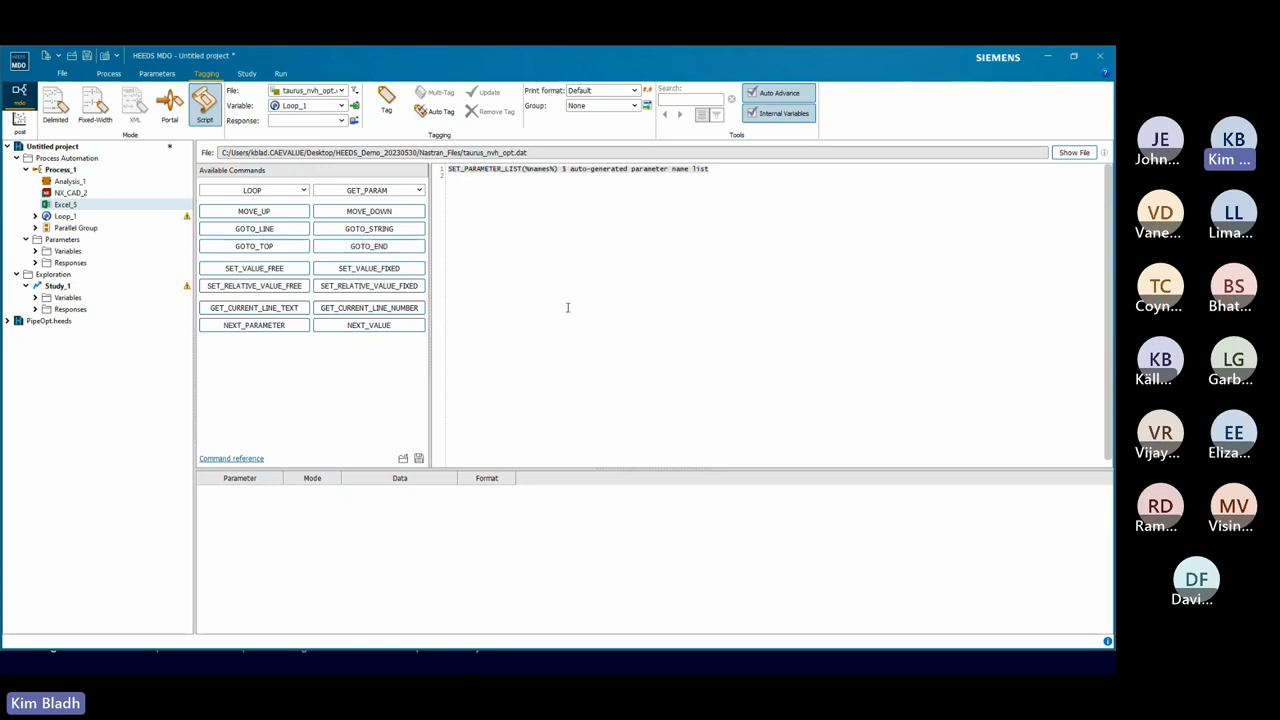 HEEDS MDO - Untitled project *
SIEMENS
File Process Parameters Tagging Study Run
mdo
post
Delimited Fixed-Width XML Portal Script
Mode
File: taurus_nvh_opt.
Variable: Loop_1
Response:
Tag
Multi-Tag Update
Auto Tag Remove Tag
Tagging
Print format: Default
Group: None
Search:
Auto Advance
Internal Variables
Tools
Untitled project *
Process Automation
Process_1
Analysis_1
NX_CAD_2
Excel_5
Loop_1
Parallel Group
Parameters
Variables
Responses
Exploration
Study_1
Variables
Responses
PipeOpt.heeds
File: C:/Users/kblad.CAEVALUE/Desktop/HEEDS_Demo_20230530/Nastran_Files/taurus_nvh_opt.dat
Show File
Available Commands
LOOP GET_PARAM
MOVE_UP MOVE_DOWN
GOTO_LINE GOTO_STRING
GOTO_TOP GOTO_END
SET_VALUE_FREE SET_VALUE_FIXED
SET_RELATIVE_VALUE_FREE SET_RELATIVE_VALUE_FIXED
GET_CURRENT_LINE_TEXT GET_CURRENT_LINE_NUMBER
NEXT_PARAMETER NEXT_VALUE
Command reference
1 SET_PARAMETER_LIST(%names%) $ auto-generated parameter name list
2
Parameter Mode Data Format
JE
John...
KB
Kim ...
VD
Vane...
LL
Lima...
TC
Coyn...
BS
Bhat...
KB
Käll...
LG
Garb...
VR
Vijay...
EE
Eliza...
RD
Ram...
MV
Visin...
DF
Davi...
Kim Bladh